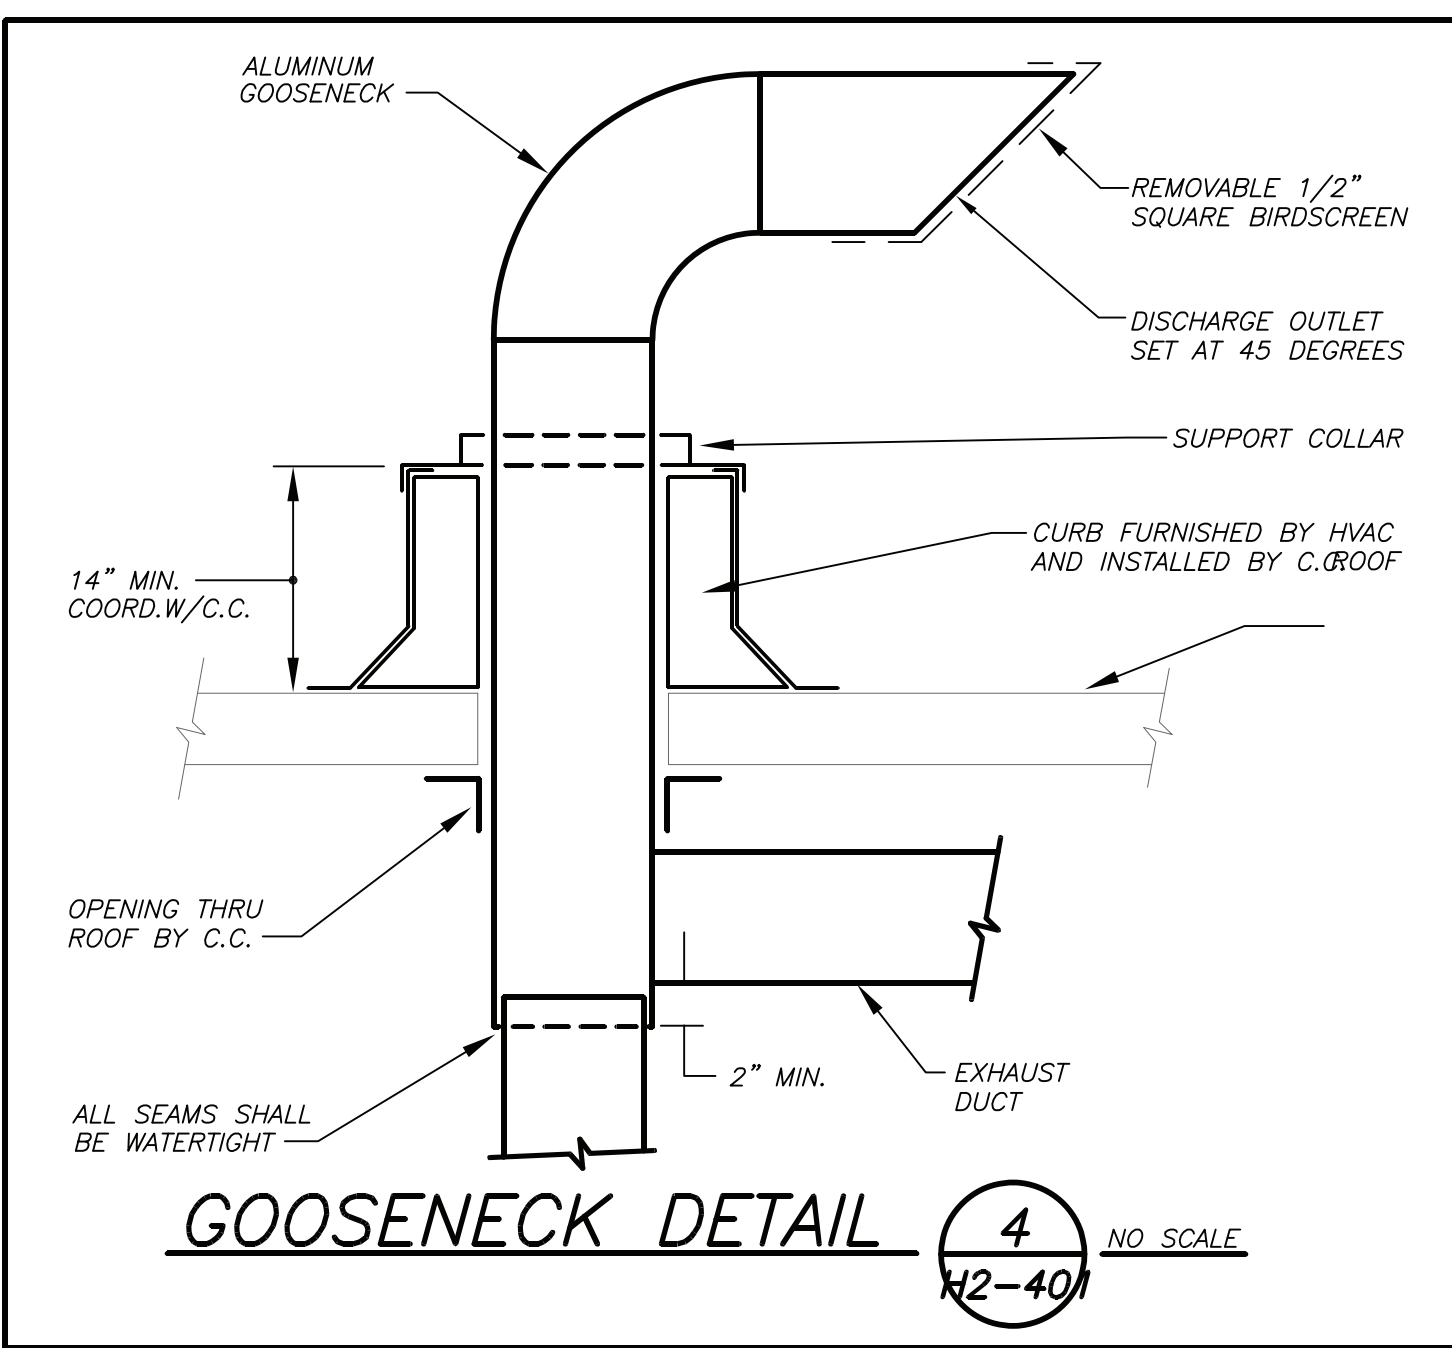 ALUMINUM
GOOSENECK
REMOVABLE 1/2"
SQUARE BIRDSCREEN
DISCHARGE OUTLET
SET AT 45 DEGREES
SUPPORT COLLAR
CURB FURNISHED BY HVAC
AND INSTALLED BY C.C.
ROOF
14" MIN.
COORD.W/C.C.
OPENING THRU
ROOF BY C.C.
2" MIN.
EXHAUST
DUCT
ALL SEAMS SHALL
BE WATERTIGHT
GOOSENECK DETAIL
4
H2-401
NO SCALE